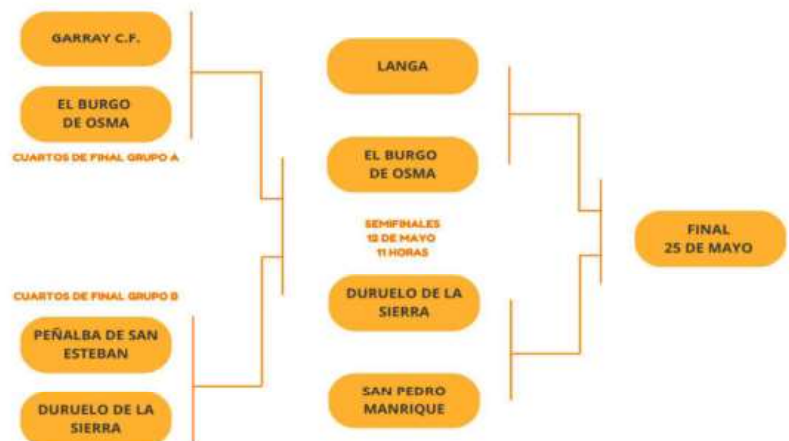 GARRAY C.F.
EL BURGO
DE OSMA
CUARTOS DE FINAL GRUPO A
CUARTOS DE FINAL GRUPO B
PEÑALBA DE SAN
ESTEBAN
DURUELO DE LA
SIERRA
LANGA
EL BURGO
DE OSMA
SEMIFINALES
12 DE MAYO
11 HORAS
DURUELO DE LA
SIERRA
SAN PEDRO
MANRIQUE
FINAL
25 DE MAYO